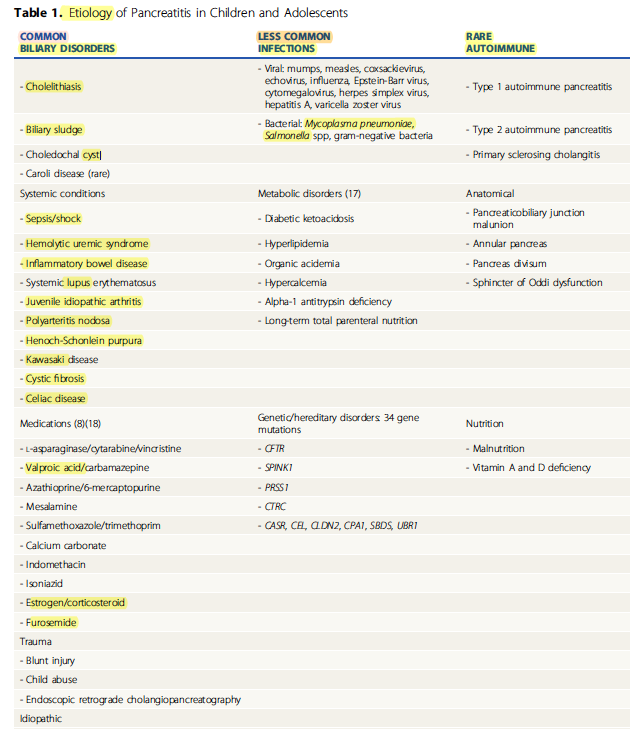 Table 1. Etiology of Pancreatitis in Children and Adolescents
COMMON
BILIARY DISORDERS
LESS COMMON
INFECTIONS
RARE
AUTOIMMUNE
- Cholelithiasis
- Viral: mumps, measles, coxsackievirus,
echovirus, influenza, Epstein-Barr virus,
cytomegalovirus, herpes simplex virus,
hepatitis A, varicella zoster virus
- Type 1 autoimmune pancreatitis
- Biliary sludge
- Bacterial: Mycoplasma pneumoniae,
Salmonella spp, gram-negative bacteria
- Type 2 autoimmune pancreatitis
- Choledochal cyst
- Primary sclerosing cholangitis
- Caroli disease (rare)
Systemic conditions
Metabolic disorders (17)
Anatomical
- Sepsis/shock
- Diabetic ketoacidosis
- Pancreaticobiliary junction
malunion
- Hemolytic uremic syndrome
- Hyperlipidemia
- Annular pancreas
- Inflammatory bowel disease
- Organic acidemia
- Pancreas divisum
- Systemic lupus erythematosus
- Hypercalcemia
- Sphincter of Oddi dysfunction
- Juvenile idiopathic arthritis
- Alpha-1 antitrypsin deficiency
- Polyarteritis nodosa
- Long-term total parenteral nutrition
- Henoch-Schonlein purpura
- Kawasaki disease
- Cystic fibrosis
- Celiac disease
Medications (8)(18)
Genetic/hereditary disorders: 34 gene
mutations
Nutrition
- L-asparaginase/cytarabine/vincristine
- CFTR
- Malnutrition
- Valproic acid/carbamazepine
- SPINK1
- Vitamin A and D deficiency
- Azathioprine/6-mercaptopurine
- PRSS1
- Mesalamine
- CTRC
- Sulfamethoxazole/trimethoprim
- CASR, CEL, CLDN2, CPA1, SBDS, UBR1
- Calcium carbonate
- Indomethacin
- Isoniazid
- Estrogen/corticosteroid
- Furosemide
Trauma
- Blunt injury
- Child abuse
- Endoscopic retrograde cholangiopancreatography
Idiopathic